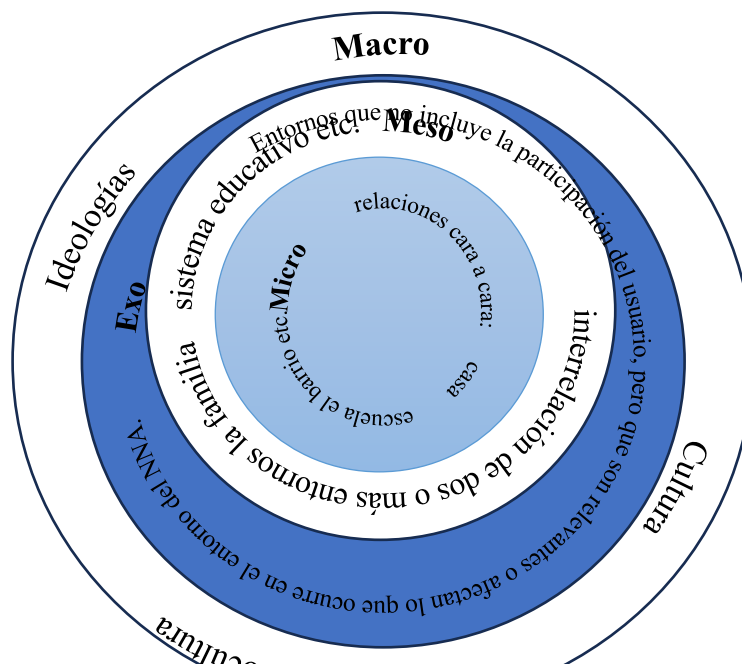 Macro
Ideologías
Cultura
Exo
Entornos que no incluye la participación del usuario, pero que son relevantes o afectan lo que ocurre en el entorno del NNA.
Meso
interrelación de dos o más entornos la familia
sistema educativo etc.
Micro
relaciones cara a cara:
casa
escuela el barrio etc.